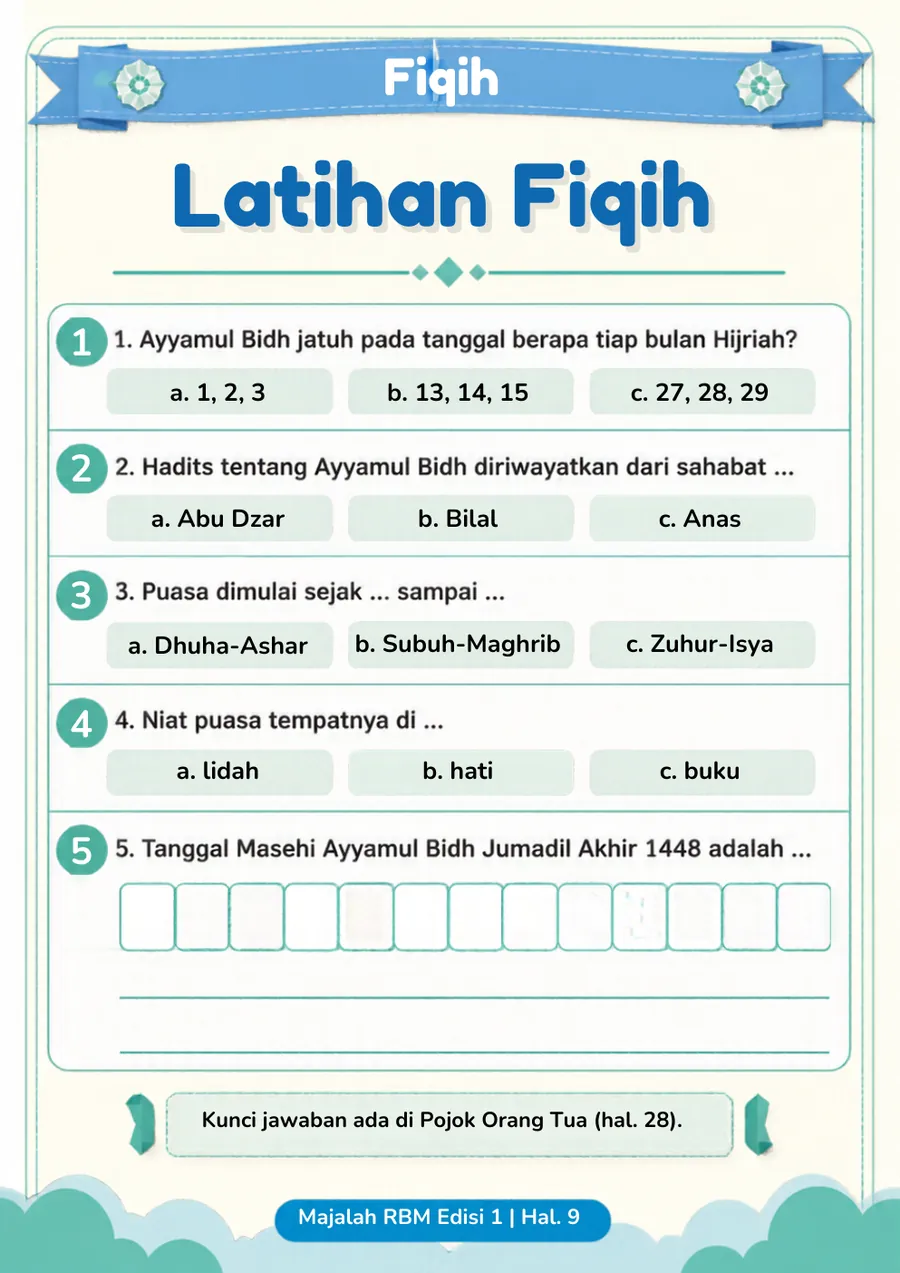 Fiqih
Latihan Fiqih
1
1. Ayyamul Bidh jatuh pada tanggal berapa tiap bulan Hijriah?
a. 1, 2, 3
b. 13, 14, 15
c. 27, 28, 29
2
2. Hadits tentang Ayyamul Bidh diriwayatkan dari sahabat ...
a. Abu Dzar
b. Bilal
c. Anas
3
3. Puasa dimulai sejak ... sampai ...
a. Dhuha-Ashar
b. Subuh-Maghrib
c. Zuhur-Isya
4
4. Niat puasa tempatnya di ...
a. lidah
b. hati
c. buku
5
5. Tanggal Masehi Ayyamul Bidh Jumadil Akhir 1448 adalah ...
Kunci jawaban ada di Pojok Orang Tua (hal. 28).
Majalah RBM Edisi 1 | Hal. 9